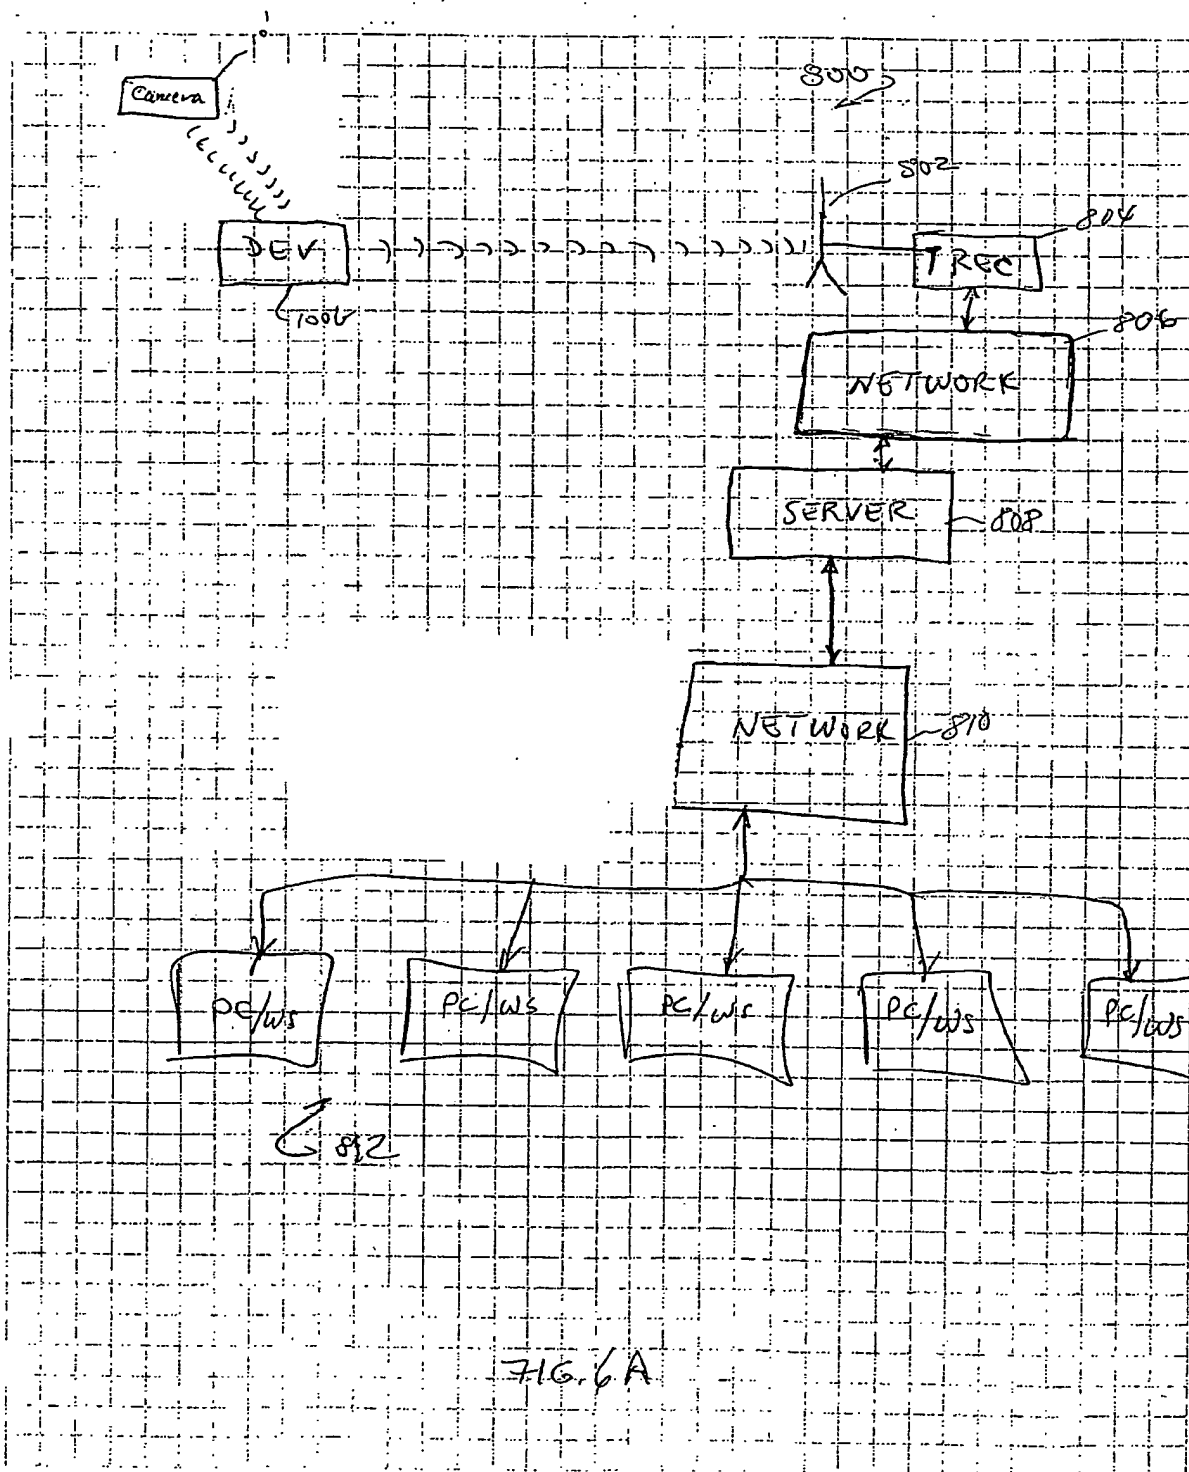 Camera
800
802
DEV
804
TREC
100b
806
NETWORK
SERVER
808
NETWORK
810
PC/WS
PC/WS
PC/WS
PC/WS
PC/WS
812
FIG. 6A